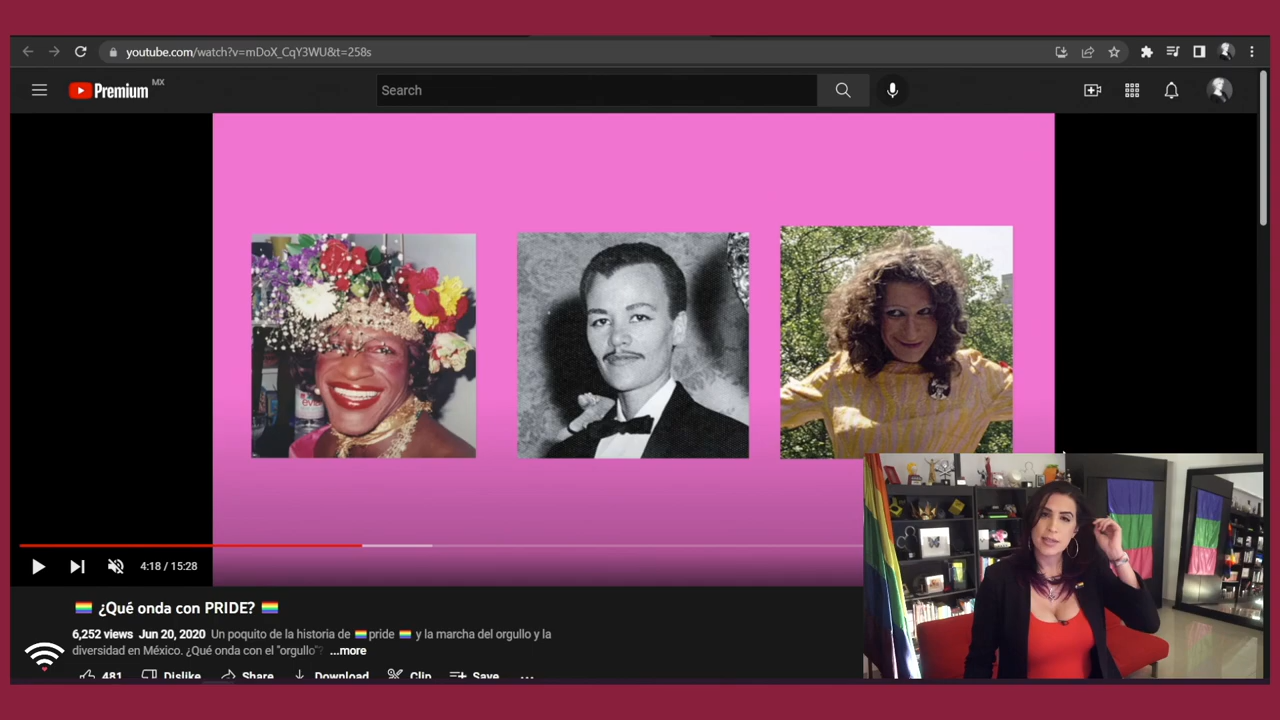 youtube.com/watch?v=mDoX_CqY3WU&t=258s
Premium MX
Search
4:18 / 15:28
¿Qué onda con PRIDE?
6,252 views Jun 20, 2020 Un poquito de la historia de pride y la marcha del orgullo y la
diversidad en México. ¿Qué onda con el "orgullo"? ...more
481 Dislike Share Download Clip Save